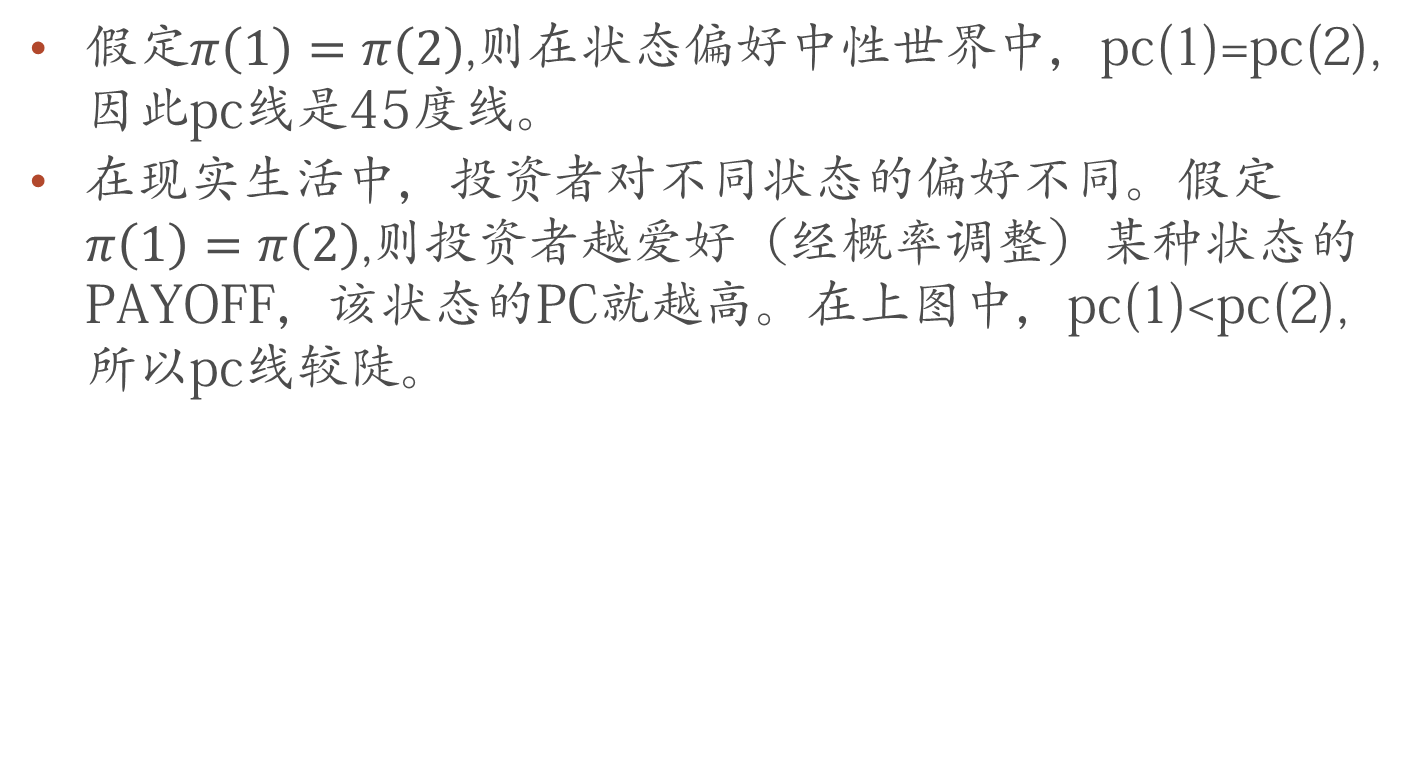 • 假定π(1) = π(2),则在状态偏好中性世界中，pc(1)=pc(2),
因此pc线是45度线。
• 在现实生活中，投资者对不同状态的偏好不同。假定
π(1) = π(2),则投资者越爱好（经概率调整）某种状态的
PAYOFF，该状态的PC就越高。在上图中，pc(1)<pc(2),
所以pc线较陡。